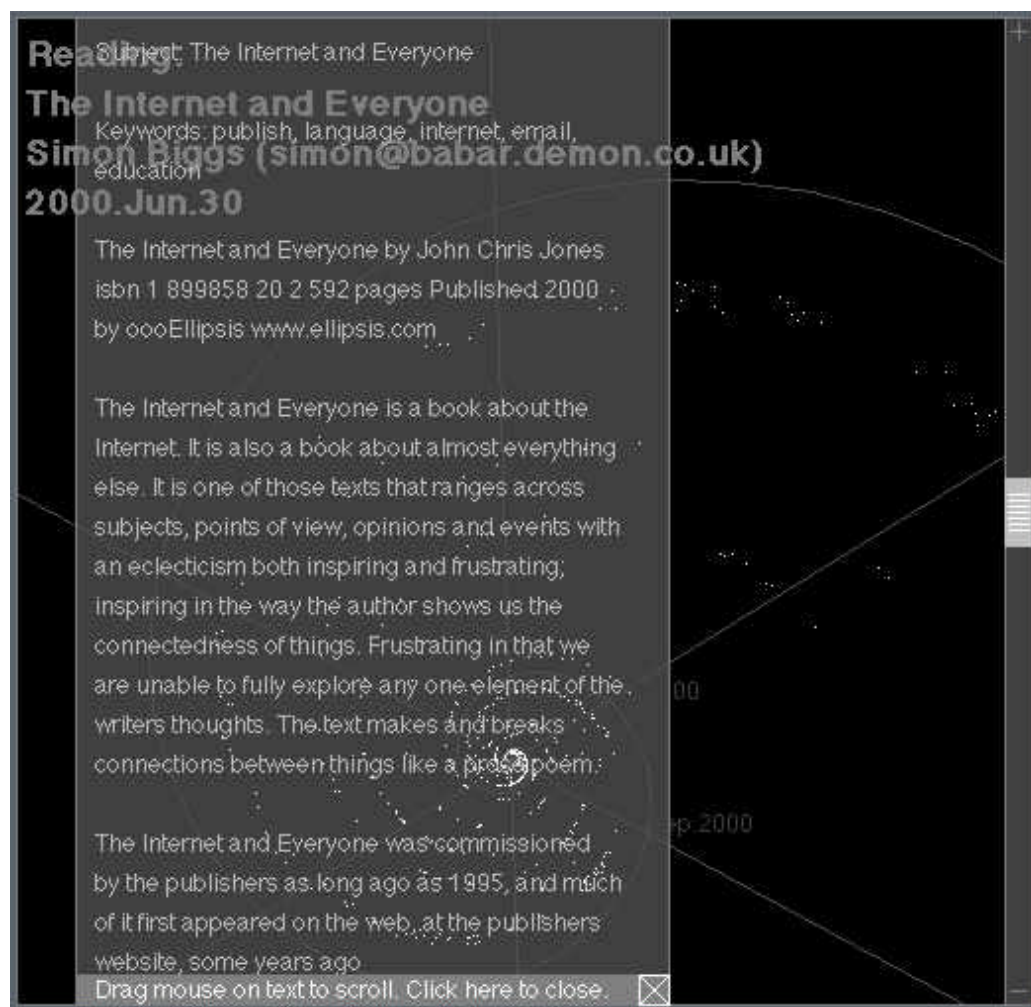 Reading:
The Internet and Everyone
Simon Biggs (simon@babar.demon.co.uk)
2000.Jun.30
Subject: The Internet and Everyone
Keywords: publish, language, internet, email,
education
The Internet and Everyone by John Chris Jones
isbn 1 899858 20 2 592 pages Published 2000
by oooEllipsis www.ellipsis.com
The Internet and Everyone is a book about the
Internet. It is also a book about almost everything
else. It is one of those texts that ranges across
subjects, points of view, opinions and events with
an eclecticism both inspiring and frustrating;
inspiring in the way the author shows us the
connectedness of things. Frustrating in that we
are unable to fully explore any one element of the
writers thoughts. The text makes and breaks
connections between things like a prose poem.
The Internet and Everyone was commissioned
by the publishers as long ago as 1995, and much
of it first appeared on the web, at the publishers
website, some years ago
Drag mouse on text to scroll. Click here to close.
00
p.2000